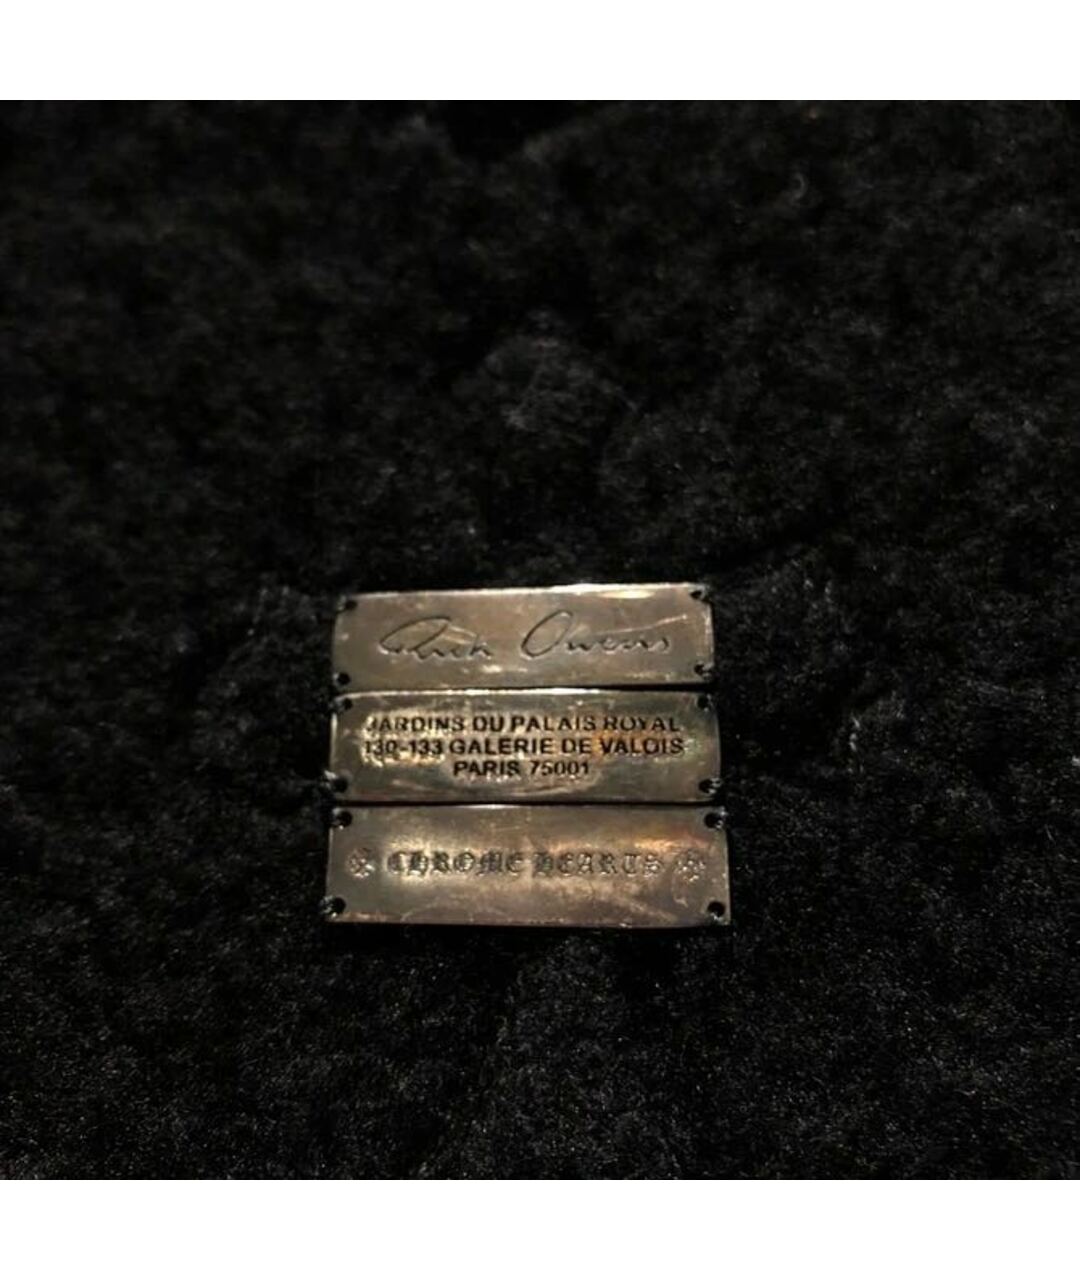 Rick Owens
JARDINS DU PALAIS ROYAL
130-133 GALERIE DE VALOIS
PARIS 75001
CHROME HEARTS